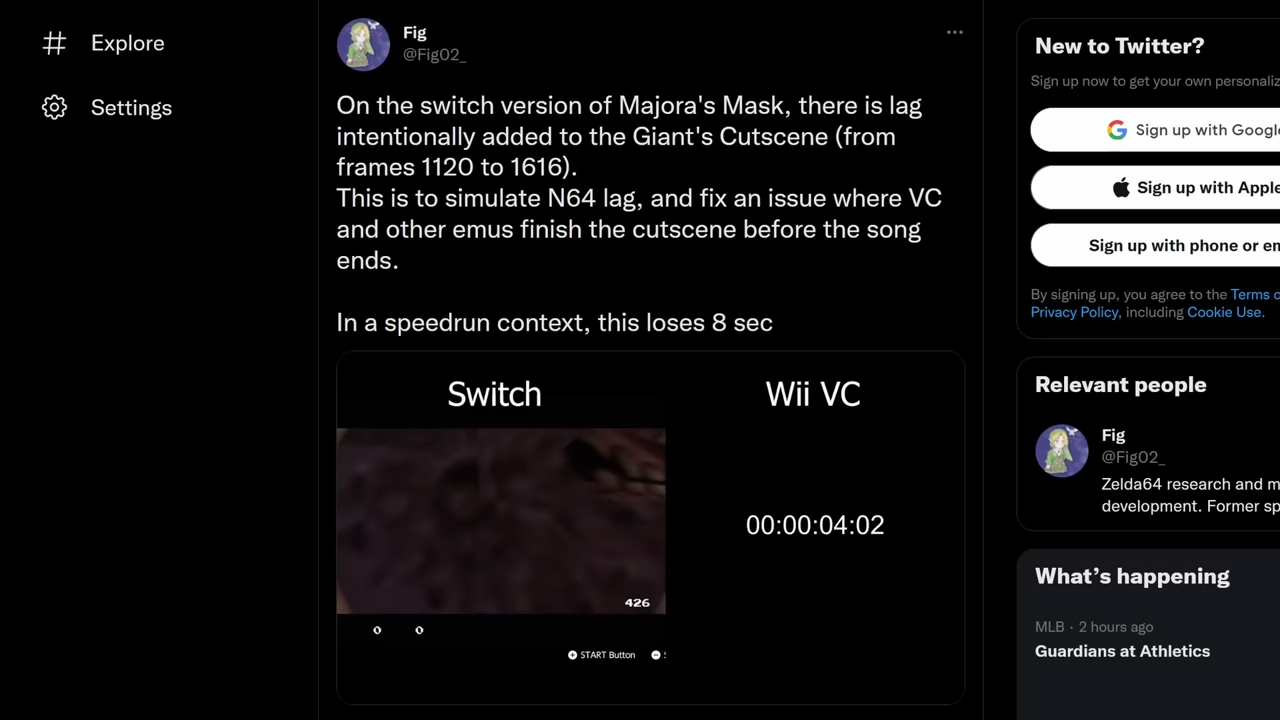 Explore
Settings
Fig
@Fig02_
On the switch version of Majora's Mask, there is lag
intentionally added to the Giant's Cutscene (from
frames 1120 to 1616).
This is to simulate N64 lag, and fix an issue where VC
and other emus finish the cutscene before the song
ends.
In a speedrun context, this loses 8 sec
Switch
Wii VC
00:00:04:02
426
0 0
START Button
New to Twitter?
Sign up now to get your own personaliz
Sign up with Googl
Sign up with Apple
Sign up with phone or em
By signing up, you agree to the Terms o
Privacy Policy, including Cookie Use.
Relevant people
Fig
@Fig02_
Zelda64 research and m
development. Former sp
What's happening
MLB · 2 hours ago
Guardians at Athletics